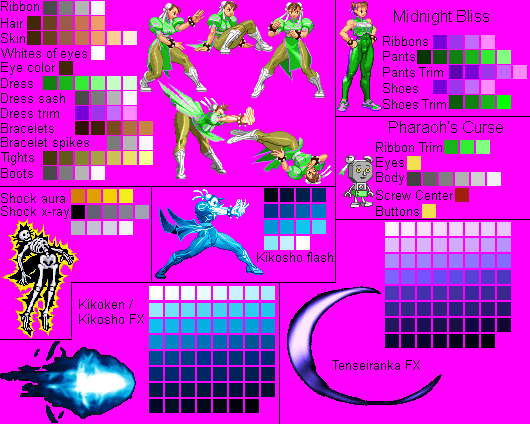 Ribbon
Hair
Skin
Whites of eyes
Eye color
Dress
Dress sash
Dress trim
Bracelets
Bracelet spikes
Tights
Boots
Midnight Bliss
Ribbons
Pants
Pants Trim
Shoes
Shoes Trim
Pharaoh's Curse
Ribbon Trim
Eyes
Body
Screw Center
Buttons
Shock aura
Shock x-ray
Kikosho flash
Kikoken /
Kikosho FX
Tenseiranka FX